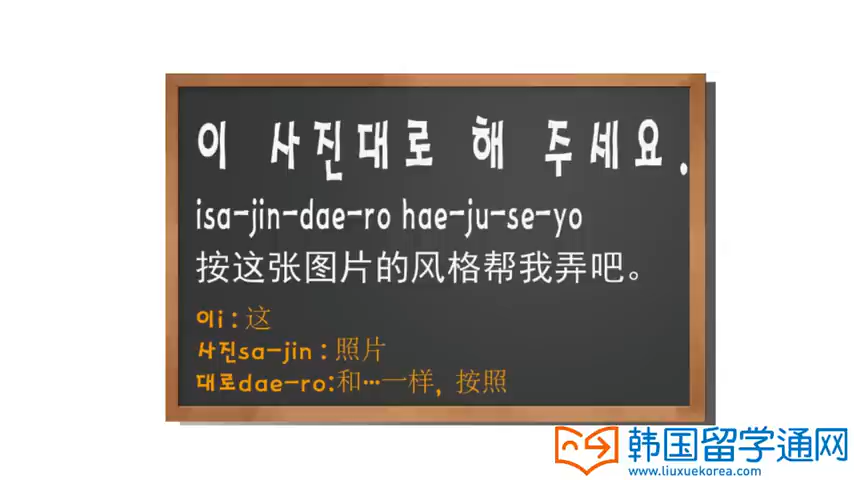 이 사진대로 해 주세요.
isa-jin-dae-ro hae-ju-se-yo
按这张图片的风格帮我弄吧。
이i : 这
사진sa-jin : 照片
대로dae-ro:和…一样, 按照
韩国留学通网
www.liuxuekorea.com